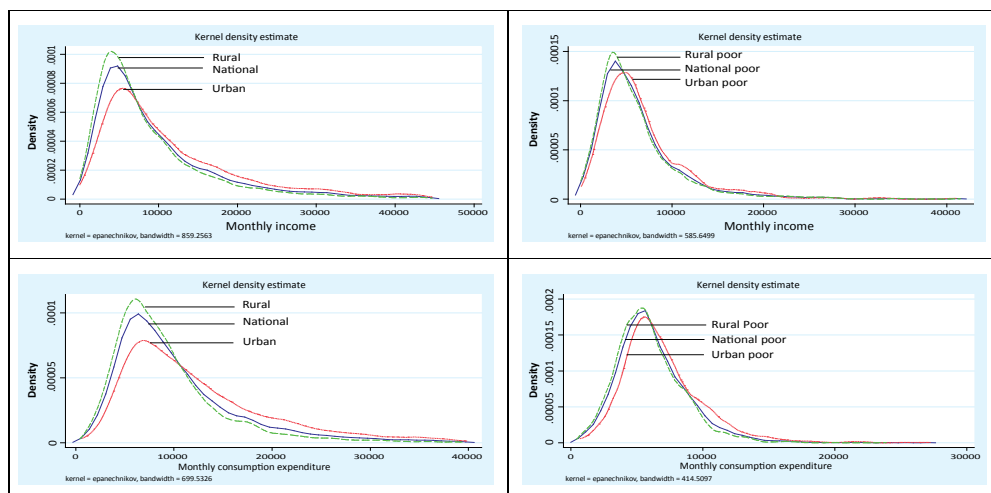 Kernel density estimate
Rural
National
Urban
Density
0 .00002 .00004 .00006 .00008 .0001
0 10000 20000 30000 40000 50000
Monthly income
kernel = epanechnikov, bandwidth = 859.2563
Kernel density estimate
Rural poor
National poor
Urban poor
Density
0 .00005 .0001 .00015
0 10000 20000 30000 40000
Monthly income
kernel = epanechnikov, bandwidth = 585.6499
Kernel density estimate
Rural
National
Urban
Density
0 .00005 .0001
0 10000 20000 30000 40000
Monthly consumption expenditure
kernel = epanechnikov, bandwidth = 699.5326
Kernel density estimate
Rural Poor
National poor
Urban poor
Density
0 .00005 .0001 .00015 .0002
0 10000 20000 30000
Monthly consumption expenditure
kernel = epanechnikov, bandwidth = 414.5097